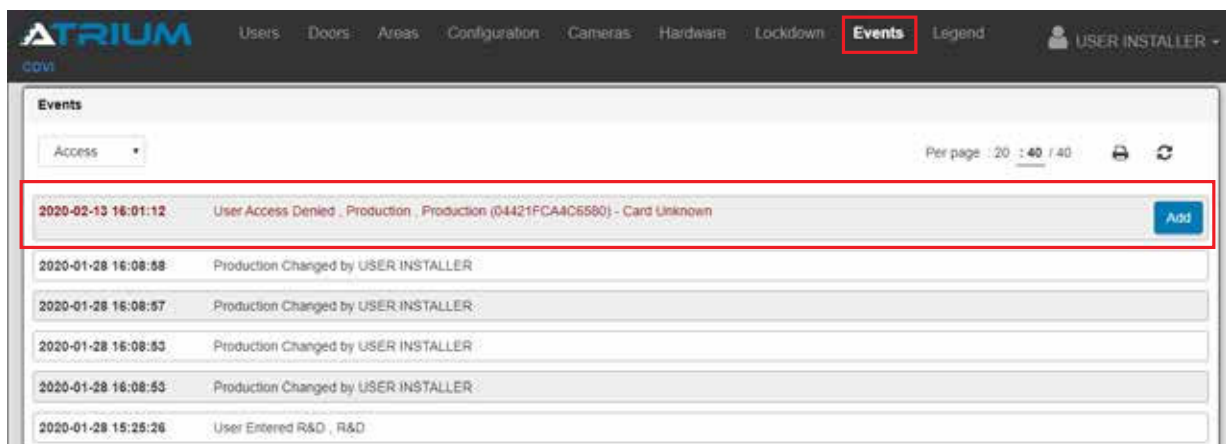 ATRIUM
CDVI
Users Doors Areas Configuration Cameras Hardware Lockdown Events Legend USER INSTALLER
Events
Access Per page : 20 : 40 / 40
2020-02-13 16:01:12 User Access Denied , Production , Production (04421FCA4C6580) - Card Unknown Add
2020-01-28 16:08:58 Production Changed by USER INSTALLER
2020-01-28 16:08:57 Production Changed by USER INSTALLER
2020-01-28 16:08:53 Production Changed by USER INSTALLER
2020-01-28 16:08:53 Production Changed by USER INSTALLER
2020-01-28 15:25:26 User Entered R&D , R&D